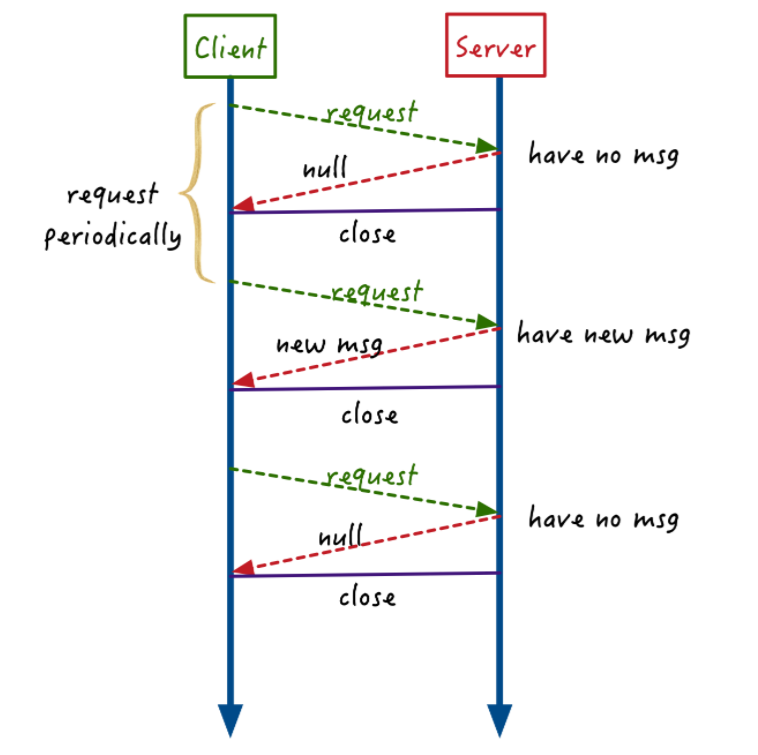 Client
Server
request
have no msg
null
request
periodically
close
request
have new msg
new msg
close
request
have no msg
null
close